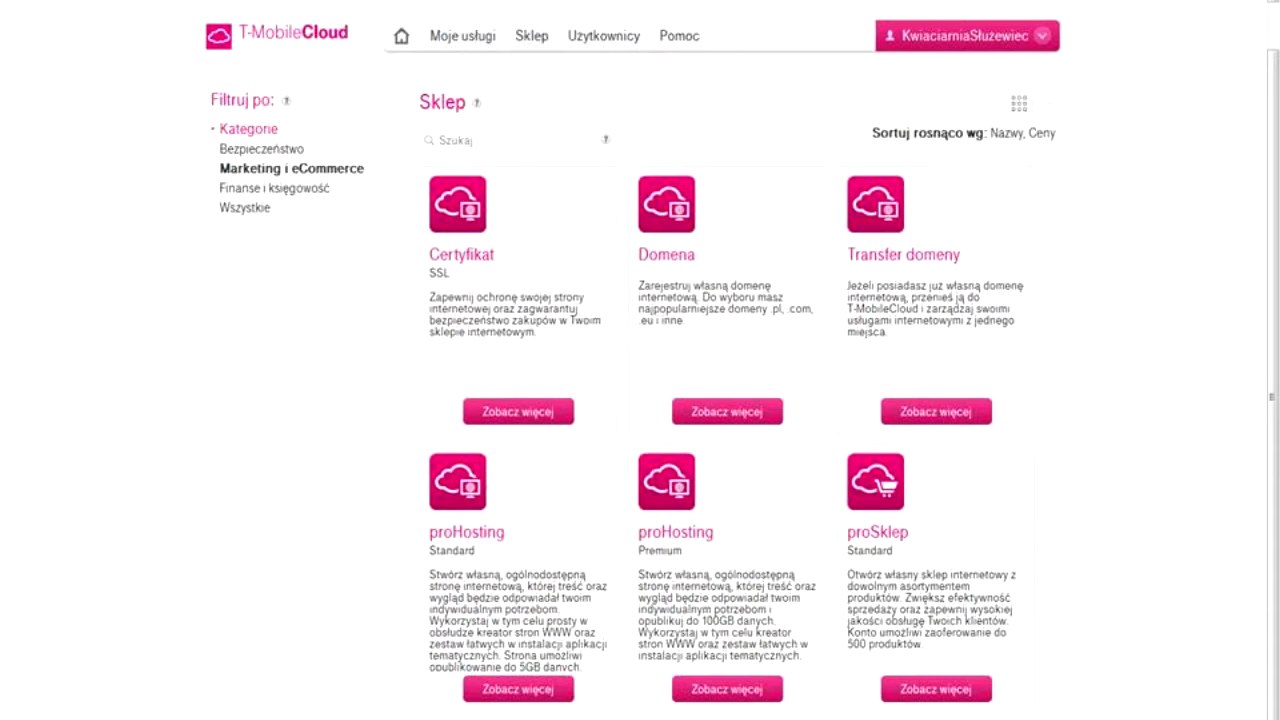 T-MobileCloud
Moje usługi Sklep Użytkownicy Pomoc
KwiaciarniaSłużewiec
Filtruj po: ?
Kategorie
Bezpieczeństwo
Marketing i eCommerce
Finanse i księgowość
Wszystkie
Sklep ?
Szukaj ?
Sortuj rosnąco wg: Nazwy, Ceny
Certyfikat
SSL
Zapewnij ochronę swojej strony
internetowej oraz zagwarantuj
bezpieczeństwo zakupów w Twoim
sklepie internetowym.
Zobacz więcej
Domena
Zarejestruj własną domenę
internetową. Do wyboru masz
najpopularniejsze domeny .pl, .com,
.eu i inne
Zobacz więcej
Transfer domeny
Jeżeli posiadasz już własną domenę
internetową, przenieś ją do
T-MobileCloud i zarządzaj swoimi
usługami internetowymi z jednego
miejsca.
Zobacz więcej
proHosting
Standard
Stwórz własną, ogólnodostępną
stronę internetową, której treść oraz
wygląd będzie odpowiadał twoim
indywidualnym potrzebom.
Wykorzystaj w tym celu prosty w
obsłudze kreator stron WWW oraz
zestaw łatwych w instalacji aplikacji
tematycznych. Strona umożliwi
opublikowanie do 5GB danych.
Zobacz więcej
proHosting
Premium
Stwórz własną, ogólnodostępną
stronę internetową, której treść oraz
wygląd będzie odpowiadał twoim
indywidualnym potrzebom i
opublikuj do 100GB danych.
Wykorzystaj w tym celu kreator
stron WWW oraz zestaw łatwych w
instalacji aplikacji tematycznych.
Zobacz więcej
proSklep
Standard
Otwórz własny sklep internetowy z
dowolnym asortymentem
produktów. Zwiększ efektywność
sprzedaży oraz zapewnij wysokiej
jakości obsługę Twoich klientów.
Konto umożliwi zaoferowanie do
500 produktów.
Zobacz więcej